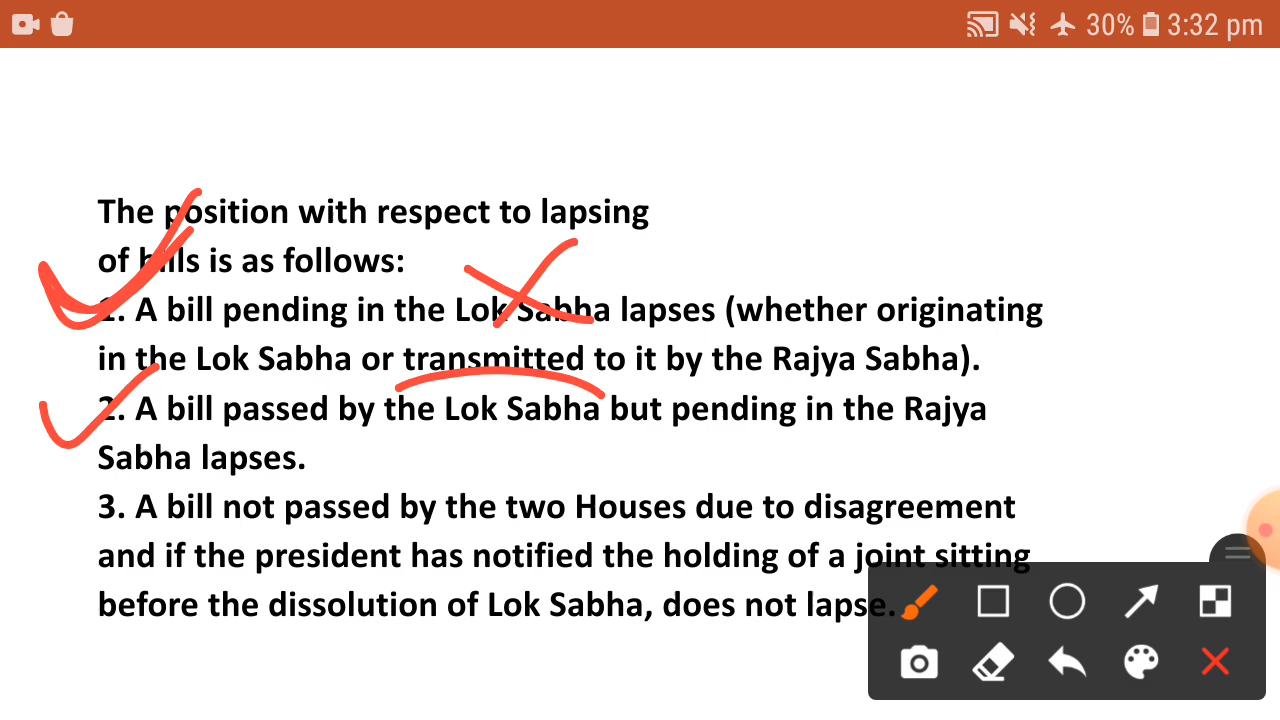 30% 3:32 pm
The position with respect to lapsing
of bills is as follows:
1. A bill pending in the Lok Sabha lapses (whether originating
in the Lok Sabha or transmitted to it by the Rajya Sabha).
2. A bill passed by the Lok Sabha but pending in the Rajya
Sabha lapses.
3. A bill not passed by the two Houses due to disagreement
and if the president has notified the holding of a joint sitting
before the dissolution of Lok Sabha, does not lapse.